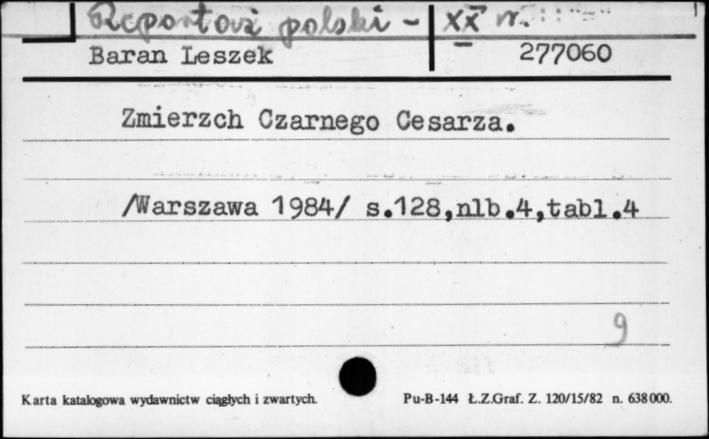 Reportaż polski - XX w.
Baran Leszek 277060
Zmierzch Czarnego Cesarza.
/Warszawa 1984/ s.128,nlb.4,tabl.4
9
Karta katalogowa wydawnictw ciągłych i zwartych. Pu-B-144 Ł.Z.Graf. Z. 120/15/82 n. 638000.